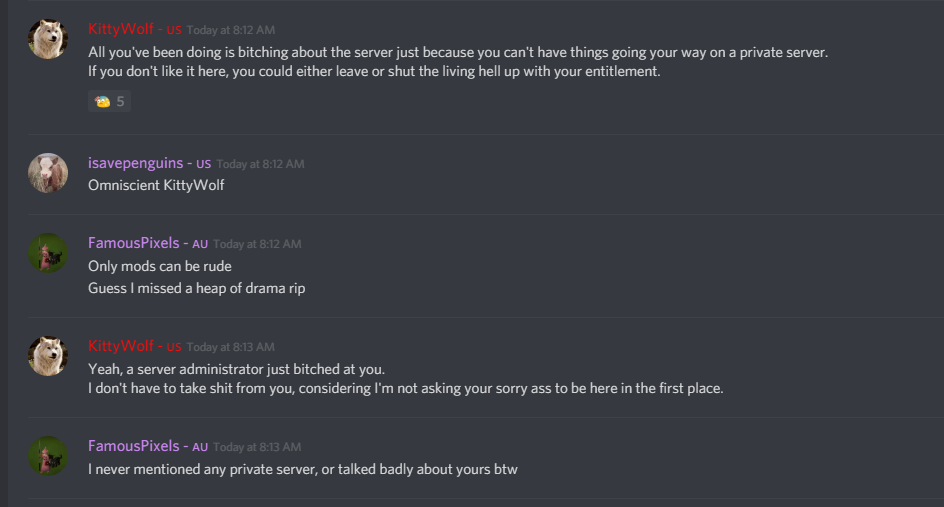 KittyWolf - US Today at 8:12 AM
All you've been doing is bitching about the server just because you can't have things going your way on a private server.
If you don't like it here, you could either leave or shut the living hell up with your entitlement.
5
isavepenguins - US Today at 8:12 AM
Omniscient KittyWolf
FamousPixels - AU Today at 8:12 AM
Only mods can be rude
Guess I missed a heap of drama rip
KittyWolf - US Today at 8:13 AM
Yeah, a server administrator just bitched at you.
I don't have to take shit from you, considering I'm not asking your sorry ass to be here in the first place.
FamousPixels - AU Today at 8:13 AM
I never mentioned any private server, or talked badly about yours btw